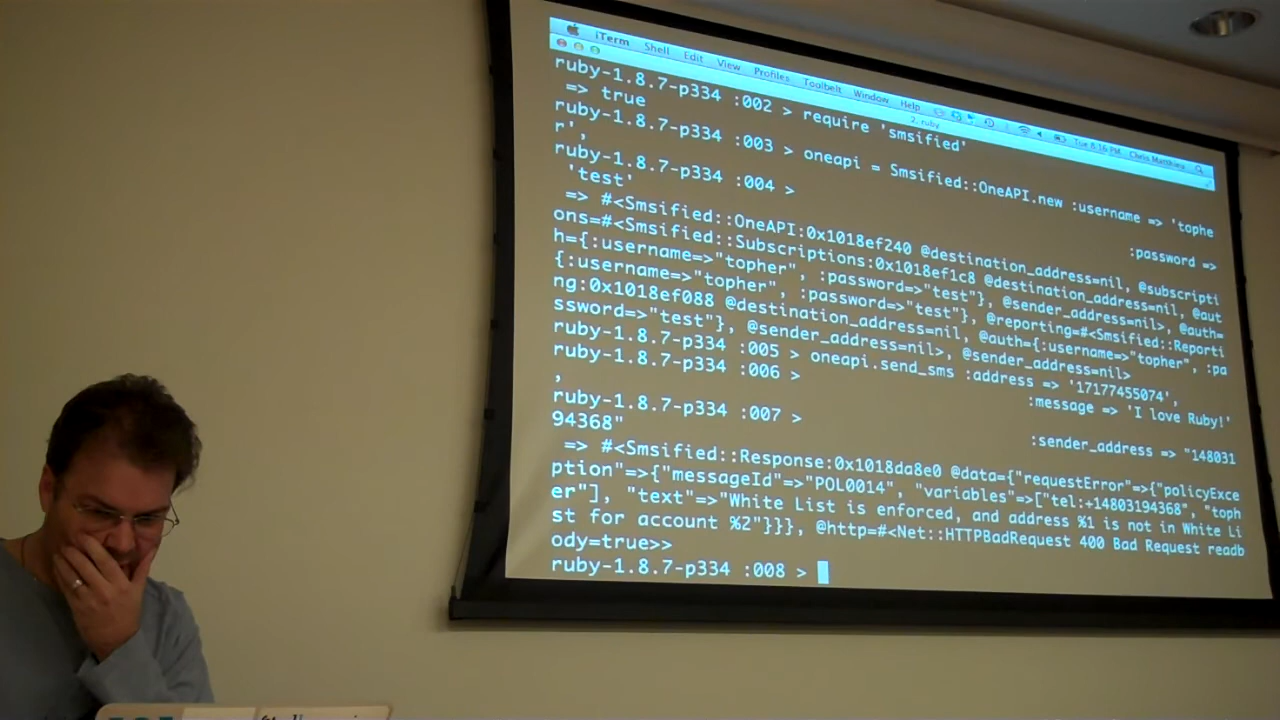 iTerm Shell Edit View Profiles Toolbelt Window Help Tue 8:16 PM Chris Matthieu
2. ruby
ruby-1.8.7-p334 :002 > require 'smsified'
=> true
ruby-1.8.7-p334 :003 > oneapi = Smsified::OneAPI.new :username => 'tophe
r',
ruby-1.8.7-p334 :004 > :password =>
'test'
=> #<Smsified::OneAPI:0x1018ef240 @destination_address=nil, @subscripti
ons=#<Smsified::Subscriptions:0x1018ef1c8 @destination_address=nil, @aut
h={:username=>"topher", :password=>"test"}, @sender_address=nil>, @auth=
{:username=>"topher", :password=>"test"}, @reporting=#<Smsified::Reporti
ng:0x1018ef088 @destination_address=nil, @auth={:username=>"topher", :pa
ssword=>"test"}, @sender_address=nil>, @sender_address=nil>
ruby-1.8.7-p334 :005 > oneapi.send_sms :address => '17177455074',
ruby-1.8.7-p334 :006 > :message => 'I love Ruby!'
,
ruby-1.8.7-p334 :007 > :sender_address => "148031
94368"
=> #<Smsified::Response:0x1018da8e0 @data={"requestError"=>{"policyExce
ption"=>{"messageId"=>"POL0014", "variables"=>["tel:+14803194368", "toph
er"], "text"=>"White List is enforced, and address %1 is not in White Li
st for account %2"}}}, @http=#<Net::HTTPBadRequest 400 Bad Request readb
ody=true>>
ruby-1.8.7-p334 :008 >